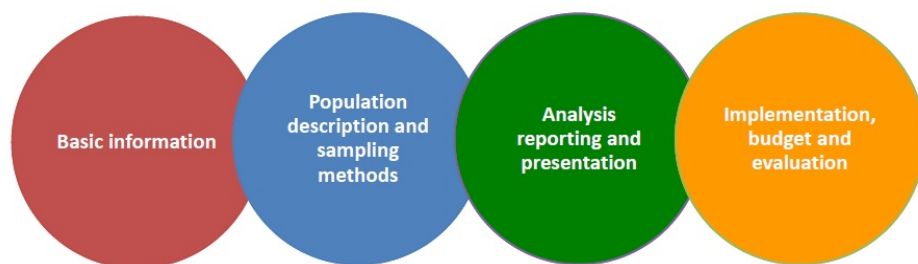 Basic information
Population
description and
sampling
methods
Analysis
reporting and
presentation
Implementation,
budget and
evaluation